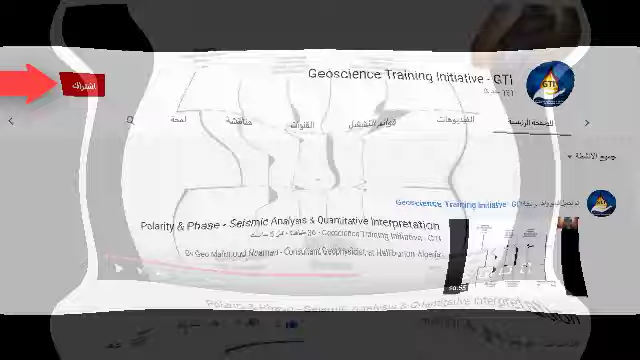 Geoscience Training Initiative - GTI
اشتراك
الصفحة الرئيسية الفيديوهات قوائم التشغيل القنوات مناقشة لمحة
جميع الأنشطة
Geoscience Training Initiative- GTI
Polarity & Phase - Seismic Analysis & Quantitative Interpretation
Geoscience Training Initiative - GTI
By Geo Mahmoud Noaman - Consultant Geophysicist at Halliburton Algeria
Polarity & Phase - Seismic Analysis & Quantitative Interpretation